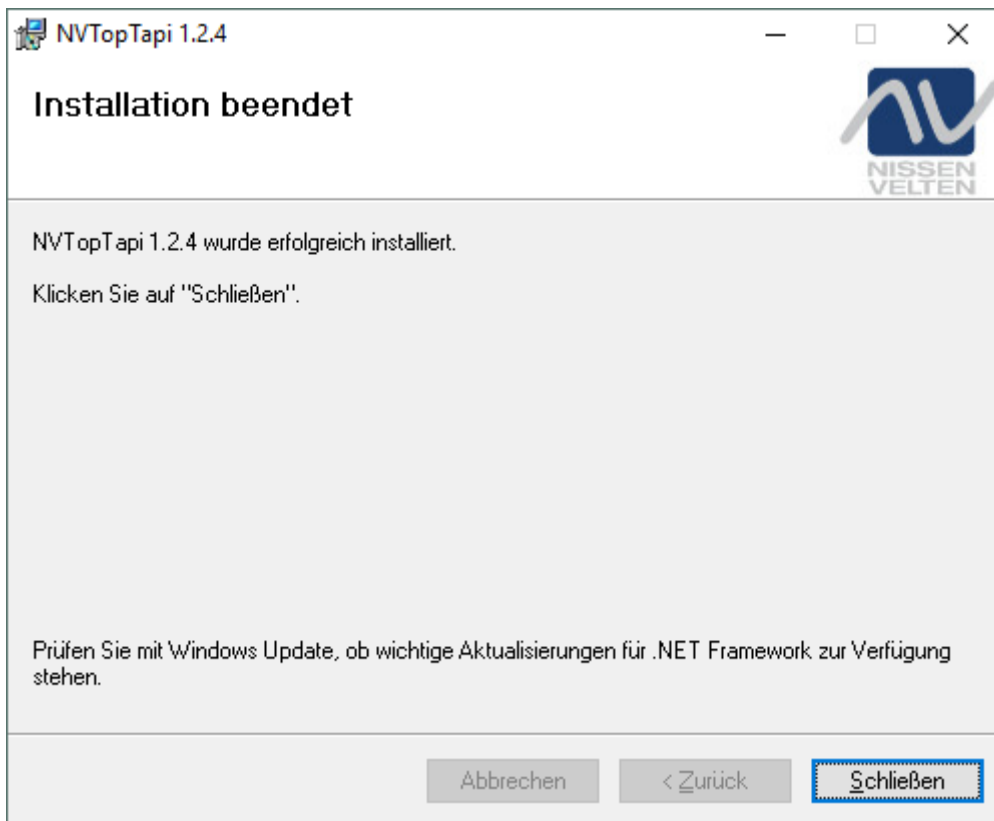 NVTopTapi 1.2.4
Installation beendet
NISSEN
VELTEN
NVTopTapi 1.2.4 wurde erfolgreich installiert.
Klicken Sie auf "Schließen".
Prüfen Sie mit Windows Update, ob wichtige Aktualisierungen für .NET Framework zur Verfügung
stehen.
Abbrechen
< Zurück
Schließen